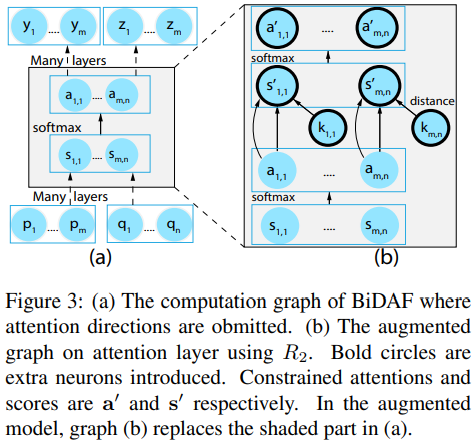 y1 .... ym z1 .... zm
Many layers
a1,1 .... am,n
softmax
s1,1 .... sm,n
Many layers
p1 .... pm q1 .... qn
(a)
a'1,1 .... a'm,n
softmax
s'1,1 .... s'm,n
distance
k1,1 km,n
a1,1 .... am,n
softmax
s1,1 .... sm,n
(b)
Figure 3: (a) The computation graph of BiDAF where
attention directions are obmitted. (b) The augmented
graph on attention layer using R2. Bold circles are
extra neurons introduced. Constrained attentions and
scores are a′ and s′ respectively. In the augmented
model, graph (b) replaces the shaded part in (a).